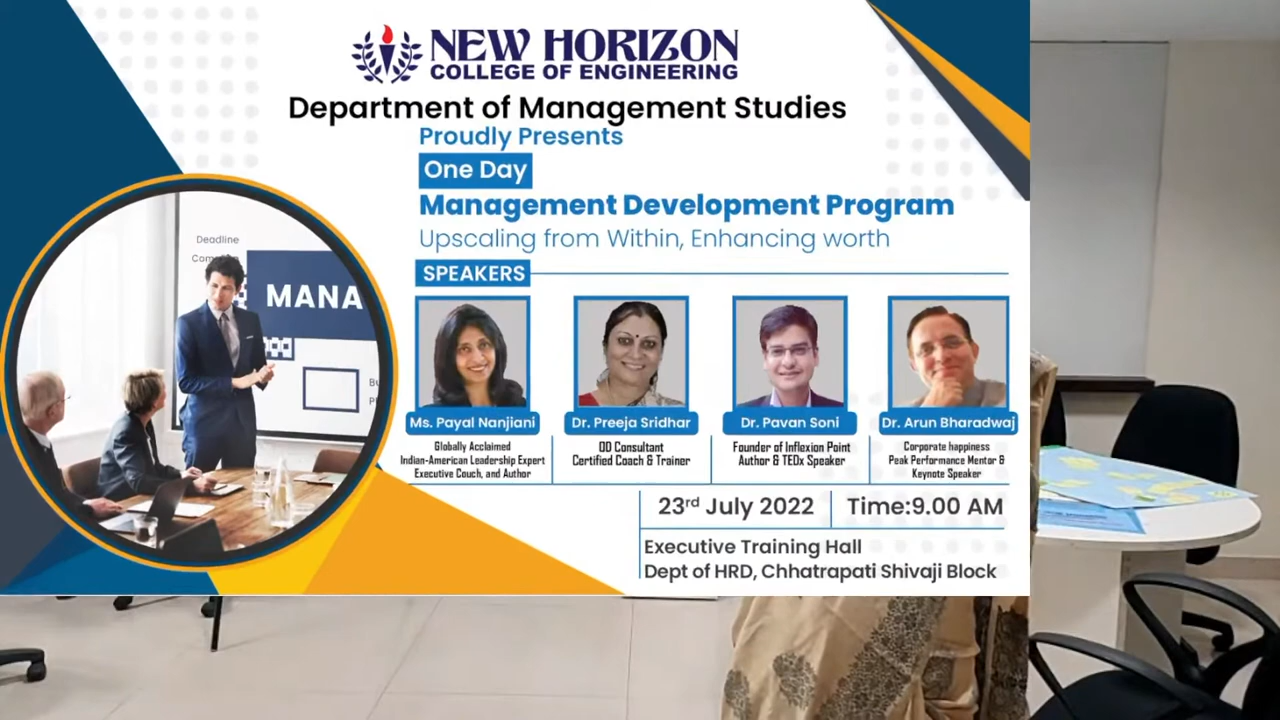 NEW HORIZON
COLLEGE OF ENGINEERING
Department of Management Studies
Proudly Presents
One Day
Management Development Program
Upscaling from Within, Enhancing worth
SPEAKERS
Deadline
MANA
Ms. Payal Nanjiani
Globally Acclaimed
Indian-American Leadership Expert
Executive Couch, and Author
Dr. Preeja Sridhar
OD Consultant
Certified Coach & Trainer
Dr. Pavan Soni
Founder of Inflexion Point
Author & TEDx Speaker
Dr. Arun Bharadwaj
Corporate happiness
Peak Performance Mentor &
Keynote Speaker
23rd July 2022
Time:9.00 AM
Executive Training Hall
Dept of HRD, Chhatrapati Shivaji Block